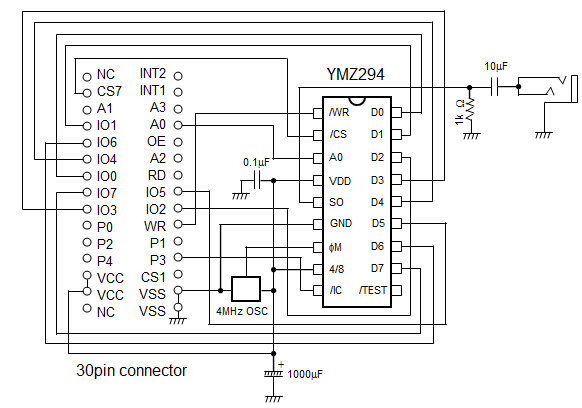 YMZ294
10µF
1k Ω
NC
CS7
A1
IO1
IO6
IO4
IO0
IO7
IO3
P0
P2
P4
VCC
VCC
NC
INT2
INT1
A3
A0
OE
A2
RD
IO5
IO2
WR
P1
P3
CS1
VSS
VSS
0.1µF
/WR
/CS
A0
VDD
SO
GND
ϕM
4/8
/IC
D0
D1
D2
D3
D4
D5
D6
D7
/TEST
4MHz OSC
30pin connector
+
1000µF